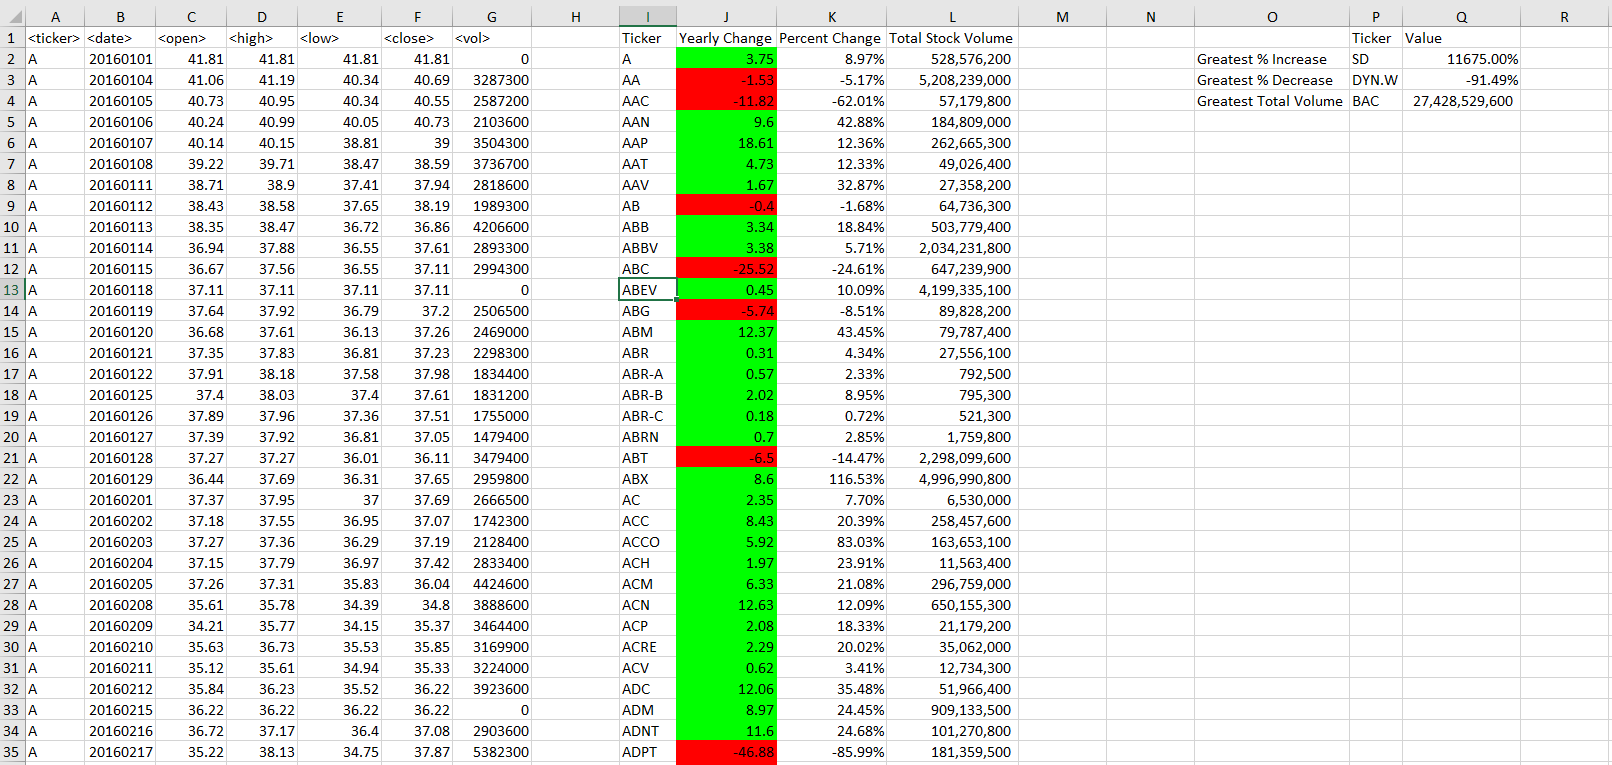 A B C D E F G H I J K L M N O P Q R
1 <ticker> <date> <open> <high> <low> <close> <vol> Ticker Yearly Change Percent Change Total Stock Volume Ticker Value
2 A 20160101 41.81 41.81 41.81 41.81 0 A 3.75 8.97% 528,576,200 Greatest % Increase SD 11675.00%
3 A 20160104 41.06 41.19 40.34 40.69 3287300 AA -1.53 -5.17% 5,208,239,000 Greatest % Decrease DYN.W -91.49%
4 A 20160105 40.73 40.95 40.34 40.55 2587200 AAC -11.82 -62.01% 57,179,800 Greatest Total Volume BAC 27,428,529,600
5 A 20160106 40.24 40.99 40.05 40.73 2103600 AAN 9.6 42.88% 184,809,000
6 A 20160107 40.14 40.15 38.81 39 3504300 AAP 18.61 12.36% 262,665,300
7 A 20160108 39.22 39.71 38.47 38.59 3736700 AAT 4.73 12.33% 49,026,400
8 A 20160111 38.71 38.9 37.41 37.94 2818600 AAV 1.67 32.87% 27,358,200
9 A 20160112 38.43 38.58 37.65 38.19 1989300 AB -0.4 -1.68% 64,736,300
10 A 20160113 38.35 38.47 36.72 36.86 4206600 ABB 3.34 18.84% 503,779,400
11 A 20160114 36.94 37.88 36.55 37.61 2893300 ABBV 3.38 5.71% 2,034,231,800
12 A 20160115 36.67 37.56 36.55 37.11 2994300 ABC -25.52 -24.61% 647,239,900
13 A 20160118 37.11 37.11 37.11 37.11 0 ABEV 0.45 10.09% 4,199,335,100
14 A 20160119 37.64 37.92 36.79 37.2 2506500 ABG -5.74 -8.51% 89,828,200
15 A 20160120 36.68 37.61 36.13 37.26 2469000 ABM 12.37 43.45% 79,787,400
16 A 20160121 37.35 37.83 36.81 37.23 2298300 ABR 0.31 4.34% 27,556,100
17 A 20160122 37.91 38.18 37.58 37.98 1834400 ABR-A 0.57 2.33% 792,500
18 A 20160125 37.4 38.03 37.4 37.61 1831200 ABR-B 2.02 8.95% 795,300
19 A 20160126 37.89 37.96 37.36 37.51 1755000 ABR-C 0.18 0.72% 521,300
20 A 20160127 37.39 37.92 36.81 37.05 1479400 ABRN 0.7 2.85% 1,759,800
21 A 20160128 37.27 37.27 36.01 36.11 3479400 ABT -6.5 -14.47% 2,298,099,600
22 A 20160129 36.44 37.69 36.31 37.65 2959800 ABX 8.6 116.53% 4,996,990,800
23 A 20160201 37.37 37.95 37 37.69 2666500 AC 2.35 7.70% 6,530,000
24 A 20160202 37.18 37.55 36.95 37.07 1742300 ACC 8.43 20.39% 258,457,600
25 A 20160203 37.27 37.36 36.29 37.19 2128400 ACCO 5.92 83.03% 163,653,100
26 A 20160204 37.15 37.79 36.97 37.42 2833400 ACH 1.97 23.91% 11,563,400
27 A 20160205 37.26 37.31 35.83 36.04 4424600 ACM 6.33 21.08% 296,759,000
28 A 20160208 35.61 35.78 34.39 34.8 3888600 ACN 12.63 12.09% 650,155,300
29 A 20160209 34.21 35.77 34.15 35.37 3464400 ACP 2.08 18.33% 21,179,200
30 A 20160210 35.63 36.73 35.53 35.85 3169900 ACRE 2.29 20.02% 35,062,000
31 A 20160211 35.12 35.61 34.94 35.33 3224000 ACV 0.62 3.41% 12,734,300
32 A 20160212 35.84 36.23 35.52 36.22 3923600 ADC 12.06 35.48% 51,966,400
33 A 20160215 36.22 36.22 36.22 36.22 0 ADM 8.97 24.45% 909,133,500
34 A 20160216 36.72 37.17 36.4 37.08 2903600 ADNT 11.6 24.68% 101,270,800
35 A 20160217 35.22 38.13 34.75 37.87 5382300 ADPT -46.88 -85.99% 181,359,500